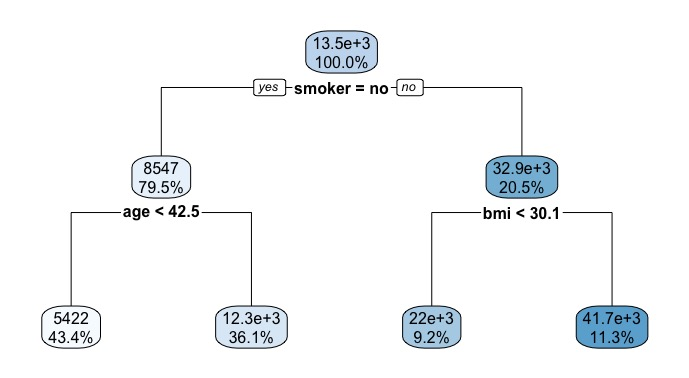 13.5e+3
100.0%
yes smoker = no no
8547
79.5%
32.9e+3
20.5%
age < 42.5
bmi < 30.1
5422
43.4%
12.3e+3
36.1%
22e+3
9.2%
41.7e+3
11.3%